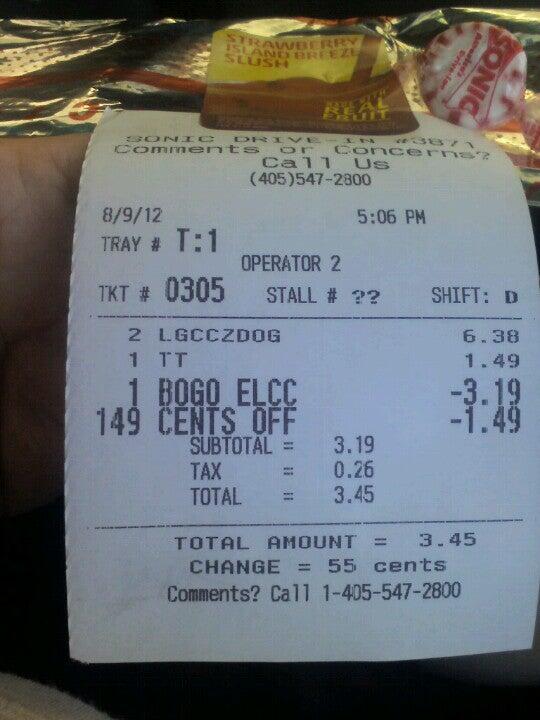 STRAWBERRY
ISLAND BREEZE
SLUSH
MADE WITH
REAL
FRUIT
SONIC
SONIC DRIVE-IN #3871
Comments or Concerns?
Call Us
(405)547-2800
8/9/12 5:06 PM
TRAY # T:1
OPERATOR 2
TKT # 0305 STALL # ?? SHIFT: D
2 LGCCZDOG 6.38
1 TT 1.49
1 BOGO ELCC -3.19
149 CENTS OFF -1.49
SUBTOTAL = 3.19
TAX = 0.26
TOTAL = 3.45
TOTAL AMOUNT = 3.45
CHANGE = 55 cents
Comments? Call 1-405-547-2800